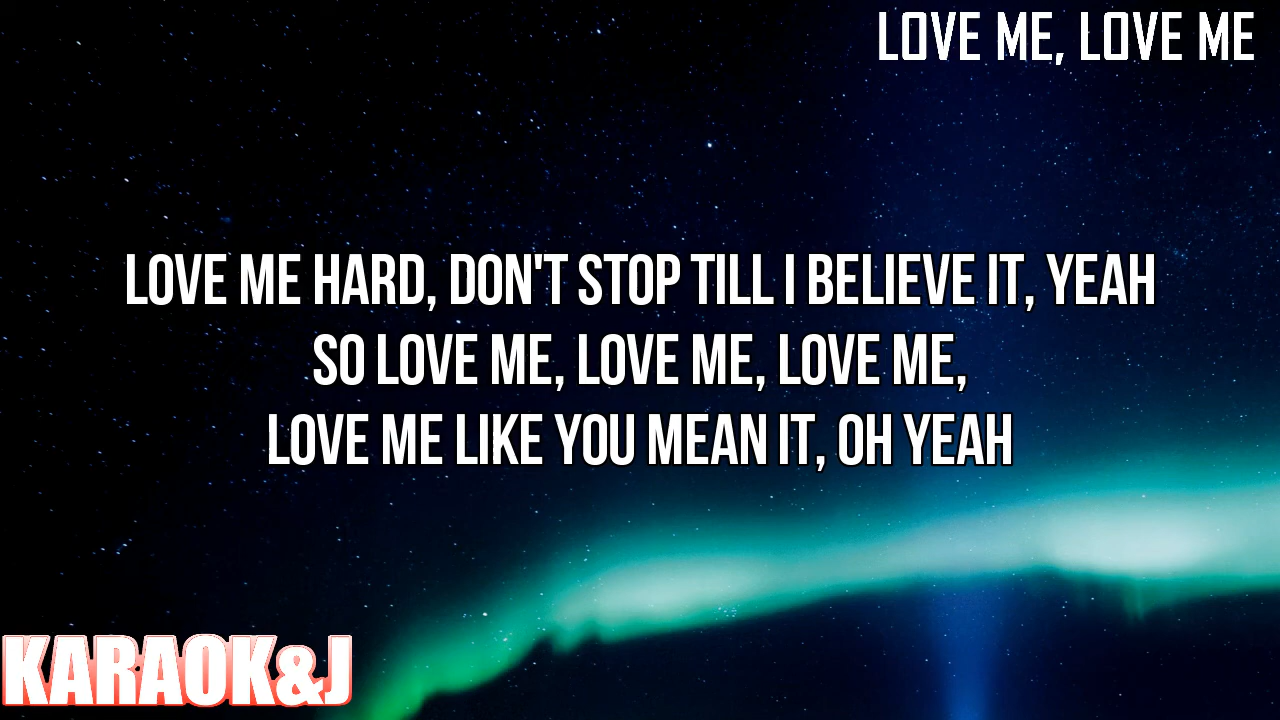 LOVE ME, LOVE ME
LOVE ME HARD, DON'T STOP TILL I BELIEVE IT, YEAH
SO LOVE ME, LOVE ME, LOVE ME,
LOVE ME LIKE YOU MEAN IT, OH YEAH
KARAOK&J